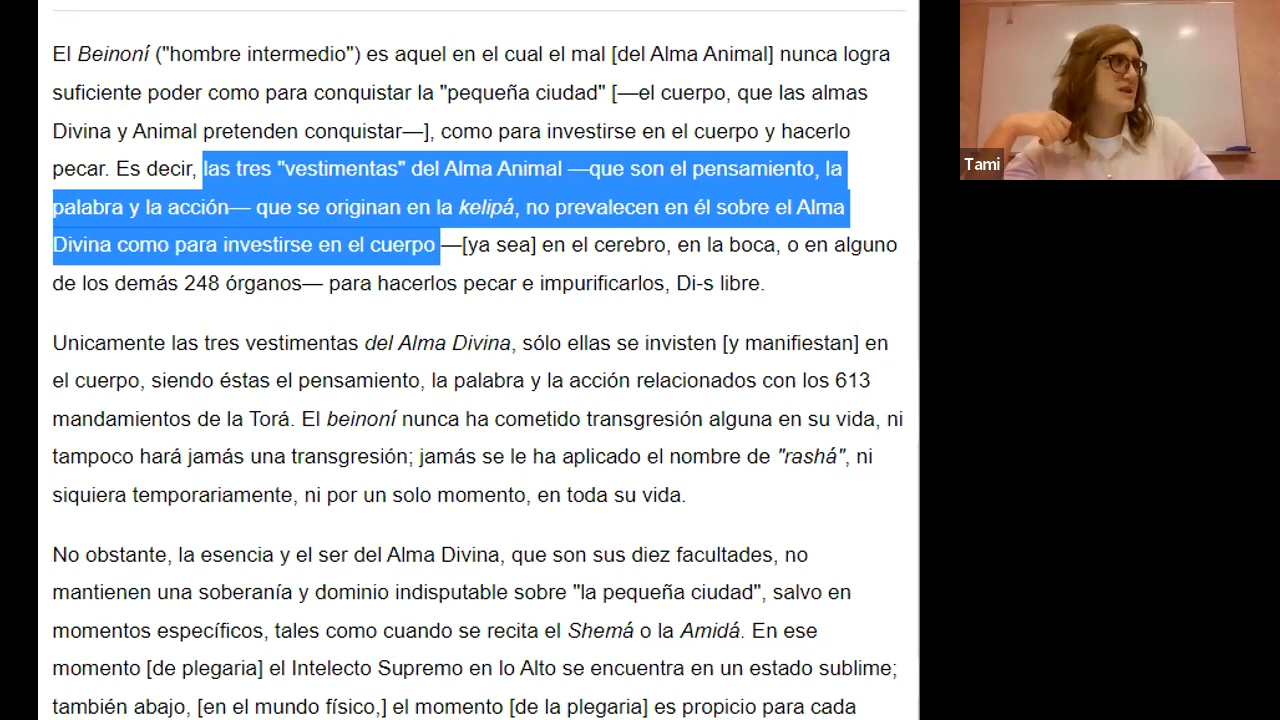 El Beinoní ("hombre intermedio") es aquel en el cual el mal [del Alma Animal] nunca logra
suficiente poder como para conquistar la "pequeña ciudad" [—el cuerpo, que las almas
Divina y Animal pretenden conquistar—], como para investirse en el cuerpo y hacerlo
pecar. Es decir, las tres "vestimentas" del Alma Animal —que son el pensamiento, la
palabra y la acción— que se originan en la kelipá, no prevalecen en él sobre el Alma
Divina como para investirse en el cuerpo —[ya sea] en el cerebro, en la boca, o en alguno
de los demás 248 órganos— para hacerlos pecar e impurificarlos, Di-s libre.
Unicamente las tres vestimentas del Alma Divina, sólo ellas se invisten [y manifiestan] en
el cuerpo, siendo éstas el pensamiento, la palabra y la acción relacionados con los 613
mandamientos de la Torá. El beinoní nunca ha cometido transgresión alguna en su vida, ni
tampoco hará jamás una transgresión; jamás se le ha aplicado el nombre de "rashá", ni
siquiera temporariamente, ni por un solo momento, en toda su vida.
No obstante, la esencia y el ser del Alma Divina, que son sus diez facultades, no
mantienen una soberanía y dominio indisputable sobre "la pequeña ciudad", salvo en
momentos específicos, tales como cuando se recita el Shemá o la Amidá. En ese
momento [de plegaria] el Intelecto Supremo en lo Alto se encuentra en un estado sublime;
también abajo, [en el mundo físico,] el momento [de la plegaria] es propicio para cada
Tami